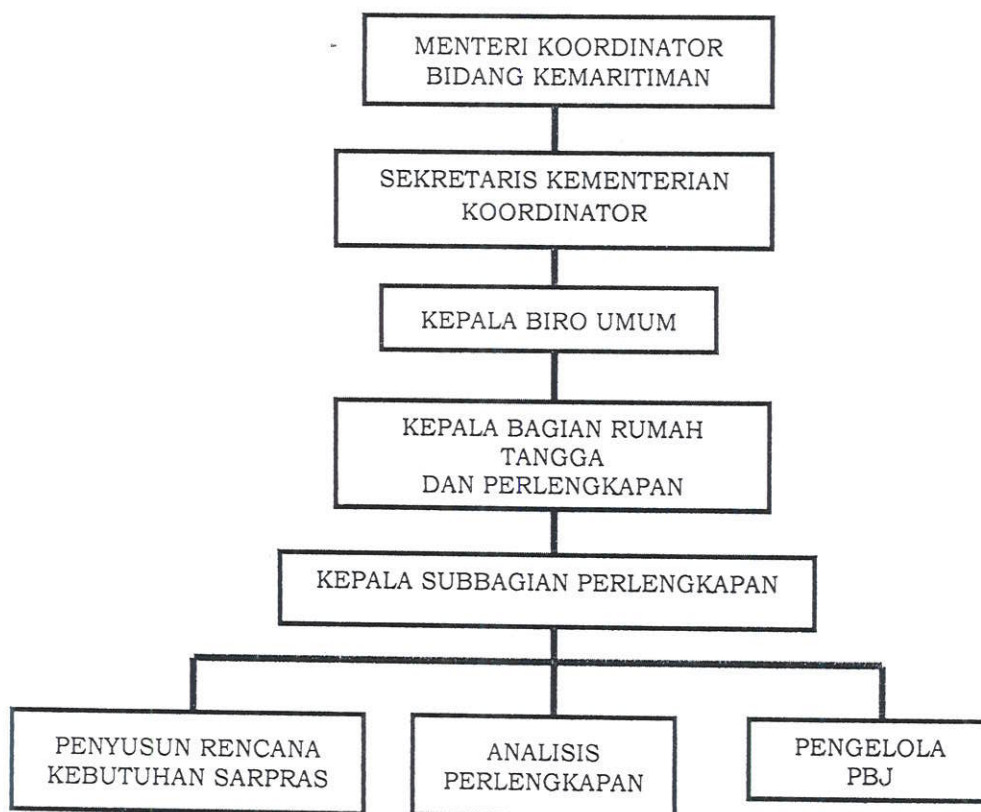 MENTERI KOORDINATOR
BIDANG KEMARITIMAN
SEKRETARIS KEMENTERIAN
KOORDINATOR
KEPALA BIRO UMUM
KEPALA BAGIAN RUMAH
TANGGA
DAN PERLENGKAPAN
KEPALA SUBBAGIAN PERLENGKAPAN
PENYUSUN RENCANA
KEBUTUHAN SARPRAS
ANALISIS
PERLENGKAPAN
PENGELOLA
PBJ